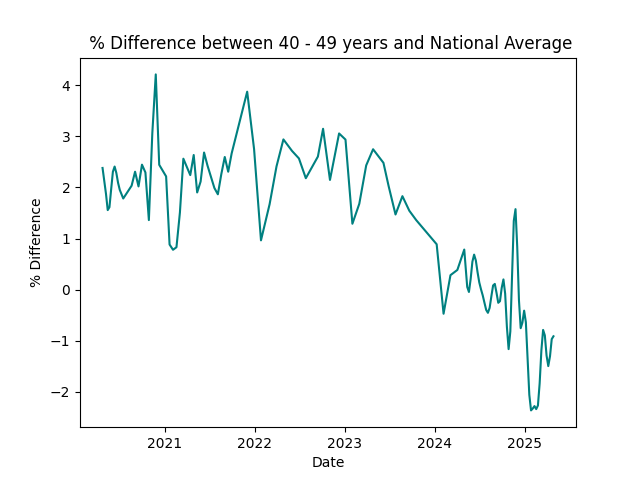 % Difference between 40 - 49 years and National Average
% Difference
4
3
2
1
0
−1
−2
2021 2022 2023 2024 2025
Date